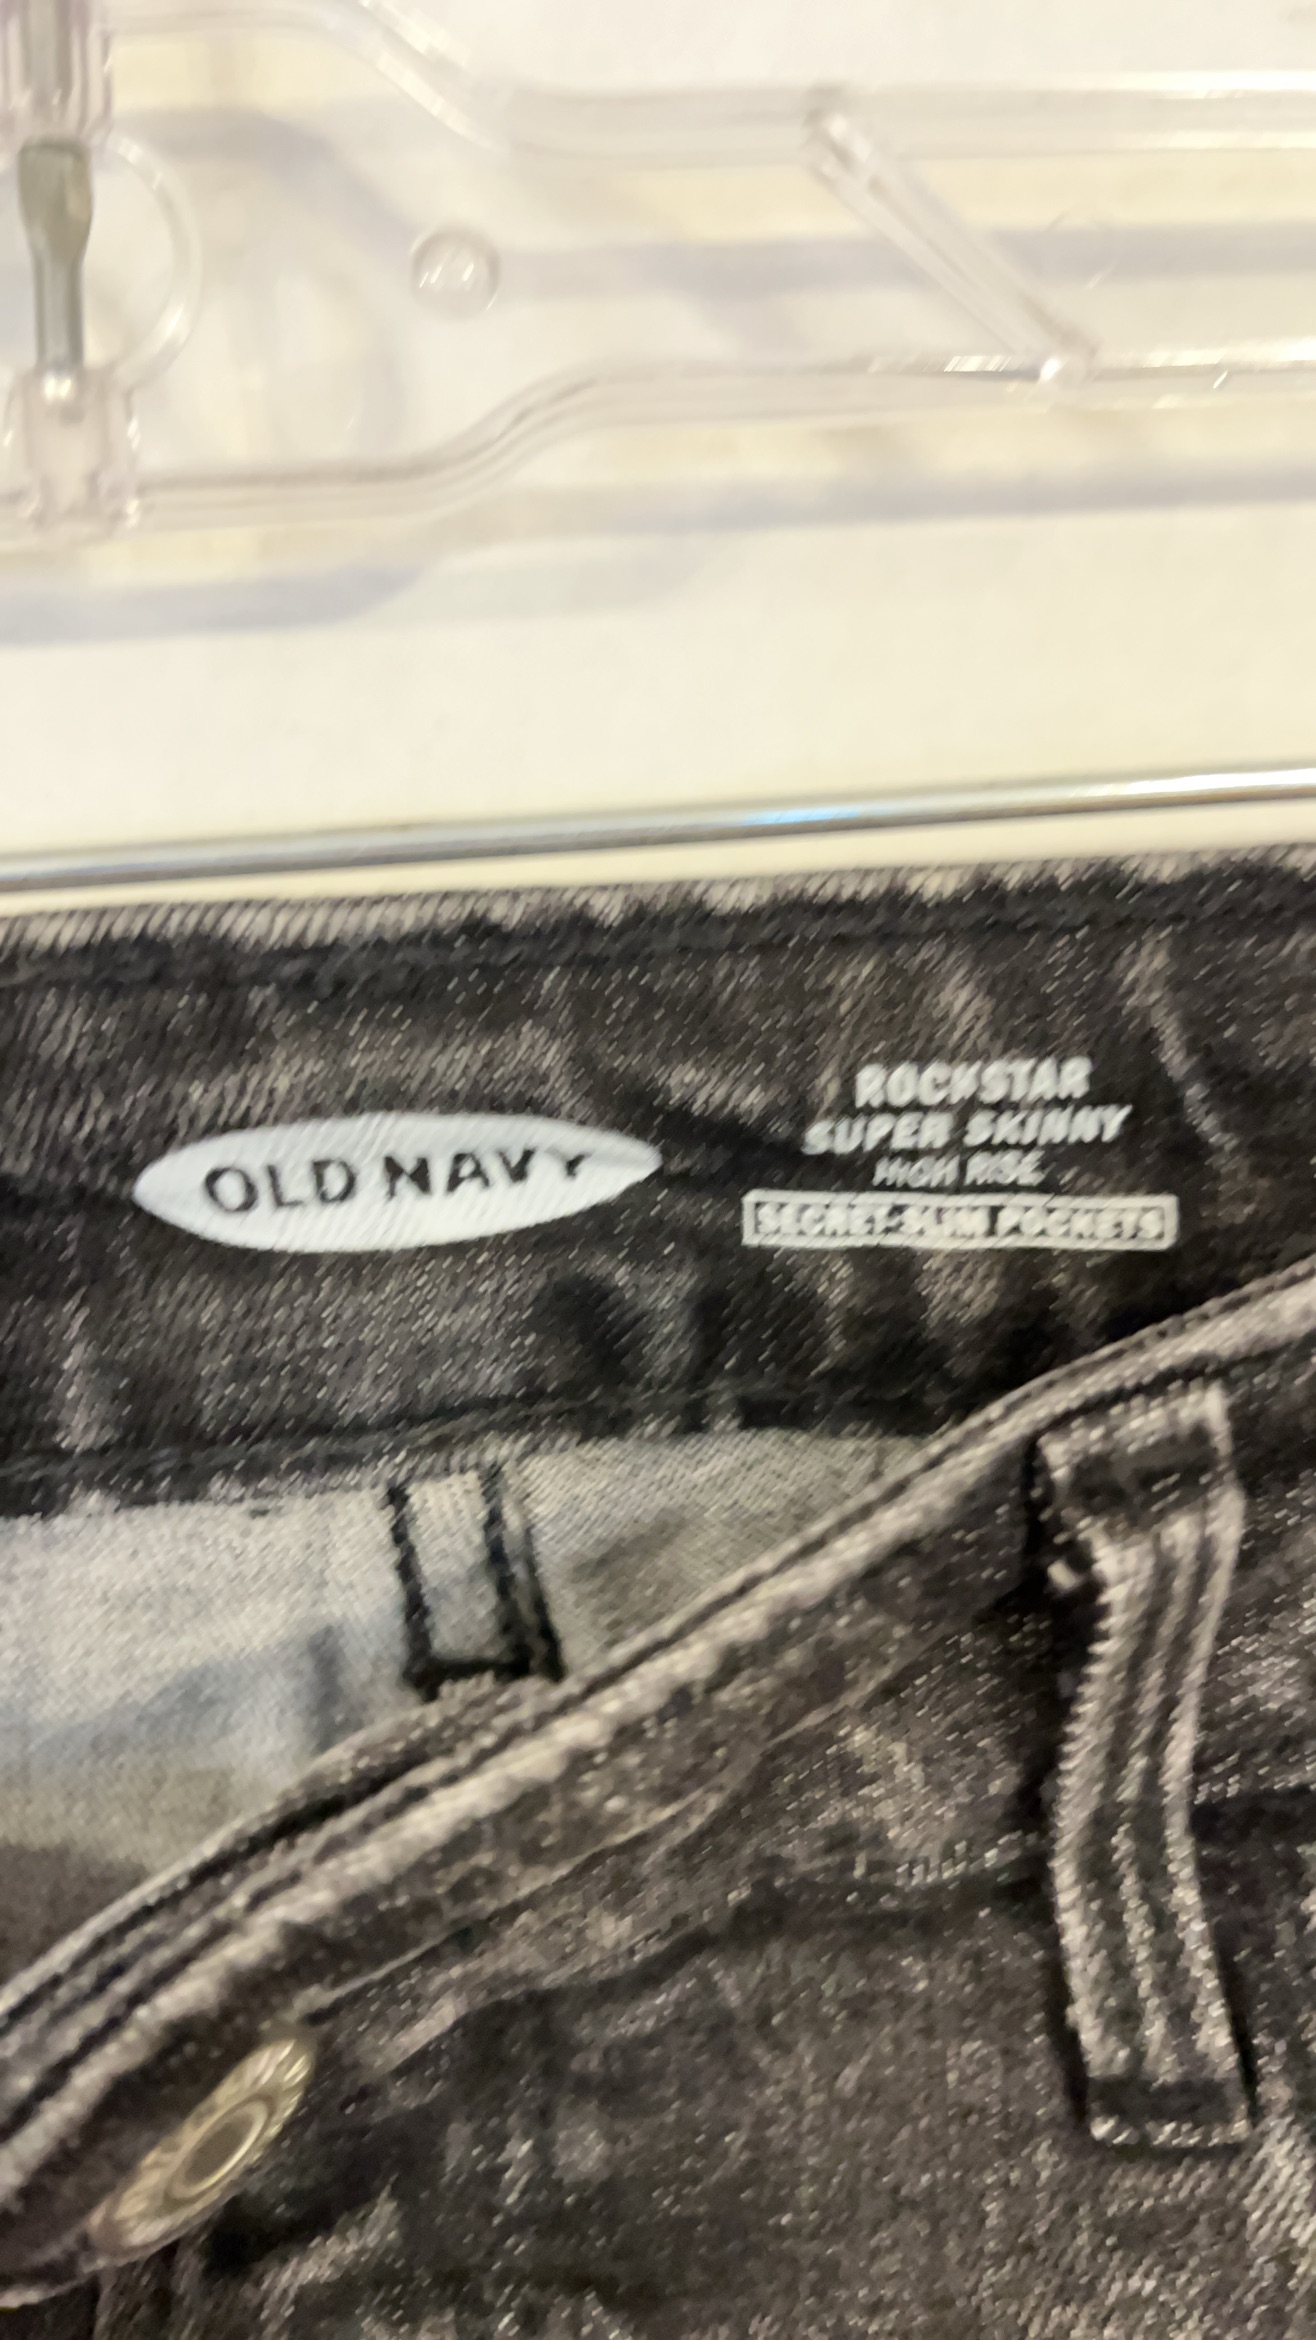 OLD NAVY
ROCKSTAR
SUPER SKINNY
HIGH RISE
SECRET-SLIM POCKETS